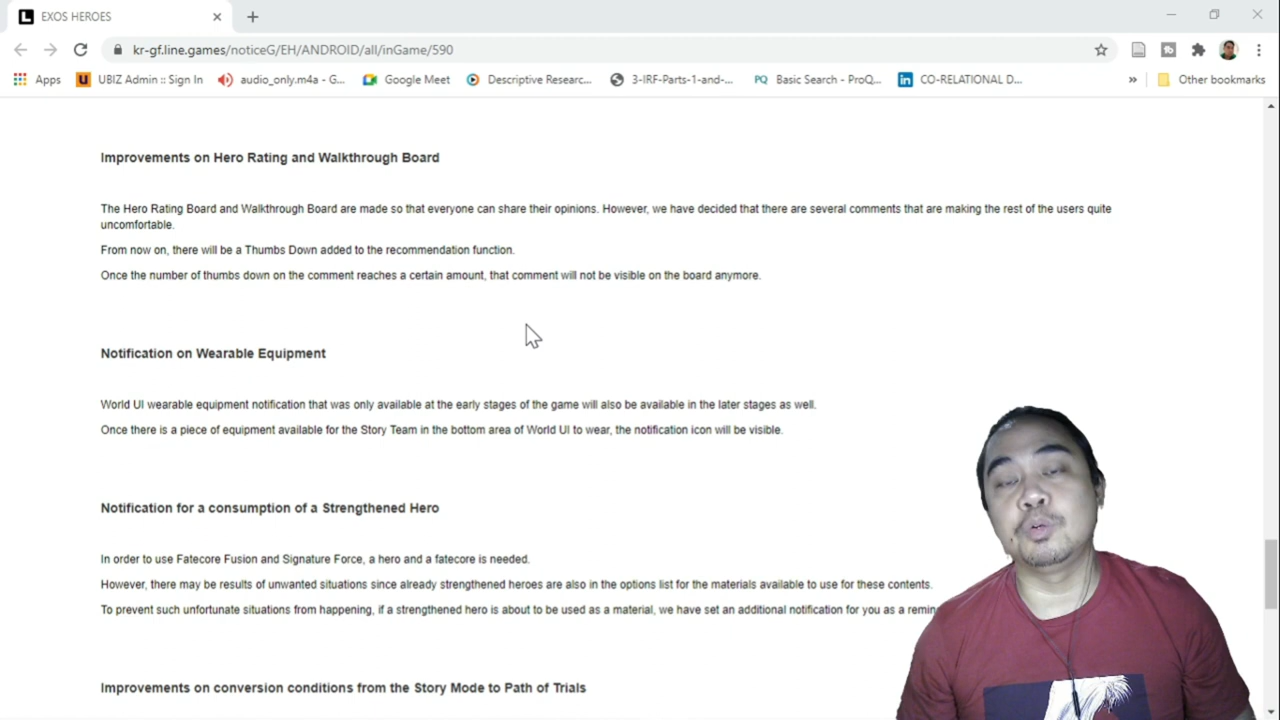 EXOS HEROES
kr-gf.line.games/noticeG/EH/ANDROID/all/inGame/590
Apps UBIZ Admin :: Sign In audio_only.m4a - G... Google Meet Descriptive Researc... 3-IRF-Parts-1-and-... PQ Basic Search - ProQ... CO-RELATIONAL D... » Other bookmarks
Improvements on Hero Rating and Walkthrough Board
The Hero Rating Board and Walkthrough Board are made so that everyone can share their opinions. However, we have decided that there are several comments that are making the rest of the users quite
uncomfortable.
From now on, there will be a Thumbs Down added to the recommendation function.
Once the number of thumbs down on the comment reaches a certain amount, that comment will not be visible on the board anymore.
Notification on Wearable Equipment
World UI wearable equipment notification that was only available at the early stages of the game will also be available in the later stages as well.
Once there is a piece of equipment available for the Story Team in the bottom area of World UI to wear, the notification icon will be visible.
Notification for a consumption of a Strengthened Hero
In order to use Fatecore Fusion and Signature Force, a hero and a fatecore is needed.
However, there may be results of unwanted situations since already strengthened heroes are also in the options list for the materials available to use for these contents.
To prevent such unfortunate situations from happening, if a strengthened hero is about to be used as a material, we have set an additional notification for you as a
Improvements on conversion conditions from the Story Mode to Path of Trials